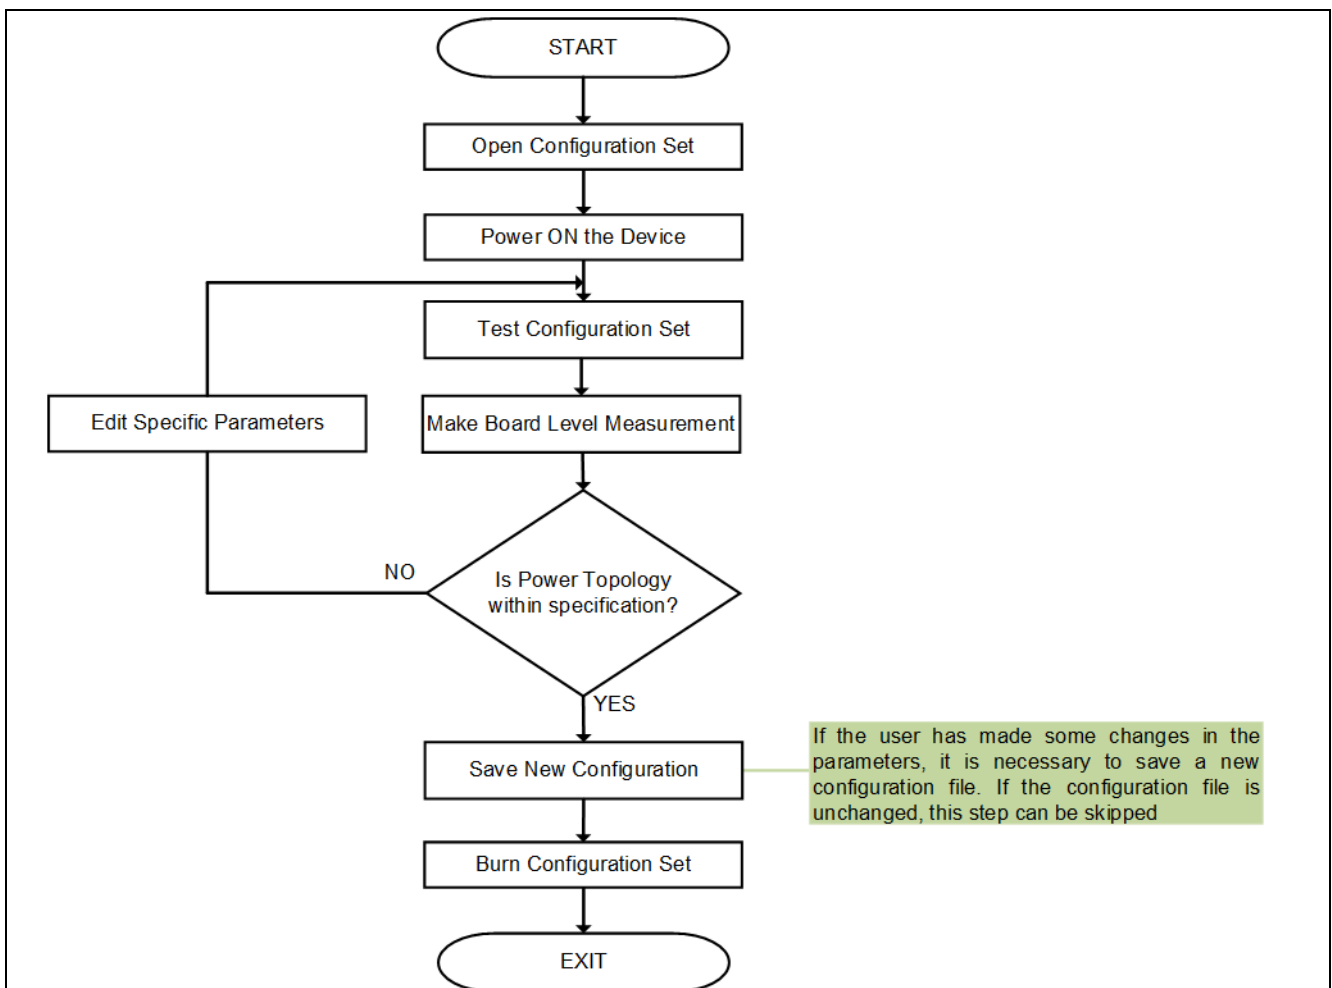 START
Open Configuration Set
Power ON the Device
Test Configuration Set
Edit Specific Parameters
Make Board Level Measurement
NO
Is Power Topology
within specification?
YES
Save New Configuration
If the user has made some changes in the
parameters, it is necessary to save a new
configuration file. If the configuration file is
unchanged, this step can be skipped
Burn Configuration Set
EXIT